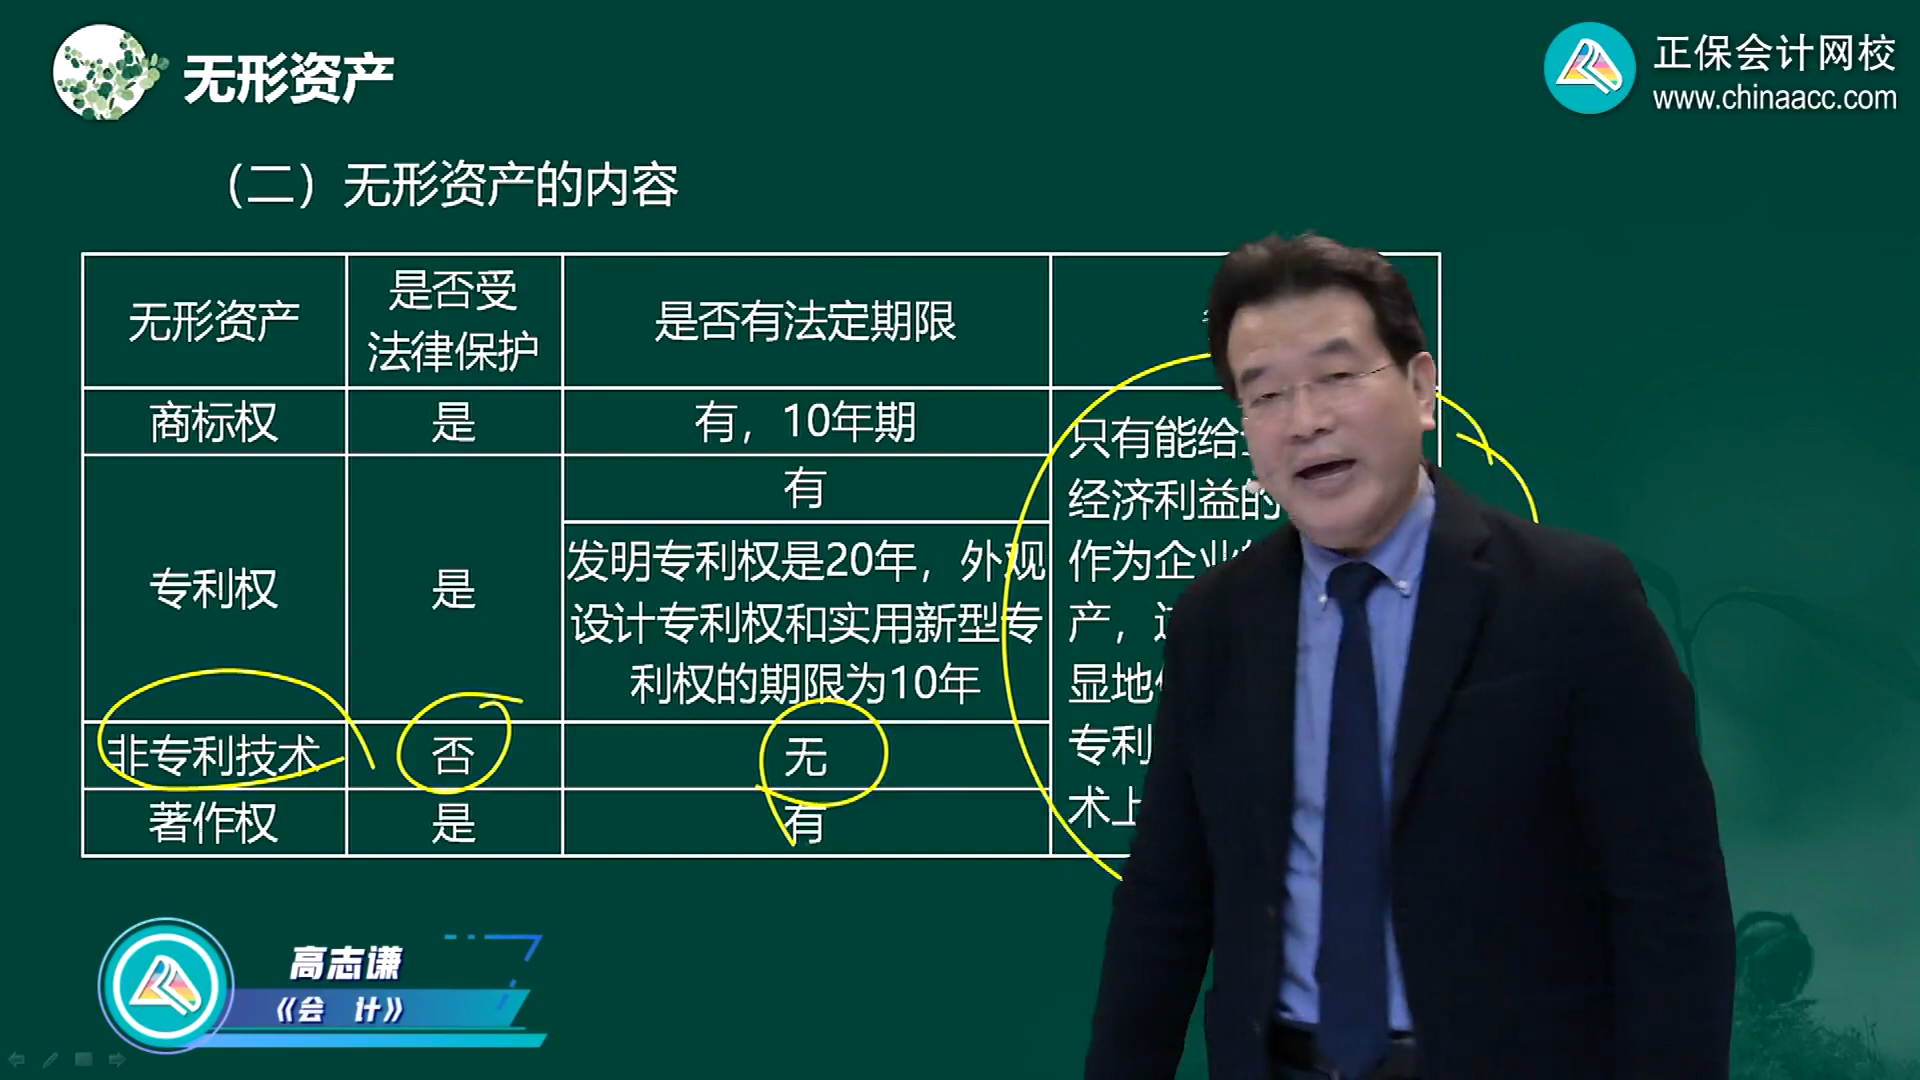 无形资产
正保会计网校
www.chinaacc.com
（二）无形资产的内容
无形资产
是否受
法律保护
是否有法定期限
商标权
是
有，10年期
专利权
是
有
发明专利权是20年，外观
设计专利权和实用新型专
利权的期限为10年
非专利技术
否
无
著作权
是
有
只有能给
经济利益的
作为企业
产，
显地
专利
术上
高志谦
《会 计》